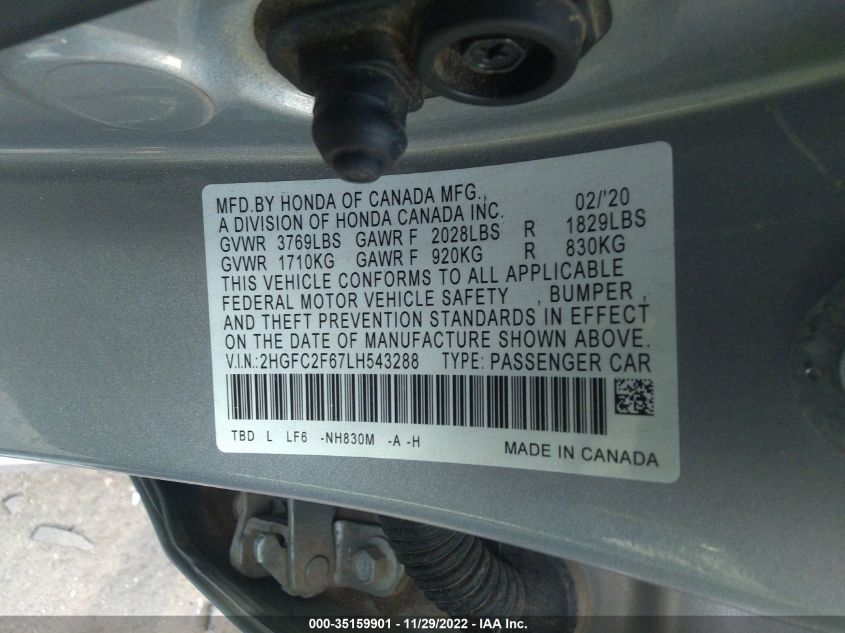 MFD.BY HONDA OF CANADA MFG., 02/'20
A DIVISION OF HONDA CANADA INC.
GVWR 3769LBS GAWR F 2028LBS R 1829LBS
GVWR 1710KG GAWR F 920KG R 830KG
THIS VEHICLE CONFORMS TO ALL APPLICABLE
FEDERAL MOTOR VEHICLE SAFETY , BUMPER ,
AND THEFT PREVENTION STANDARDS IN EFFECT
ON THE DATE OF MANUFACTURE SHOWN ABOVE.
V.I.N.:2HGFC2F67LH543288 TYPE: PASSENGER CAR
TBD L LF6 -NH830M -A -H
MADE IN CANADA
000-35159901 - 11/29/2022 - IAA Inc.